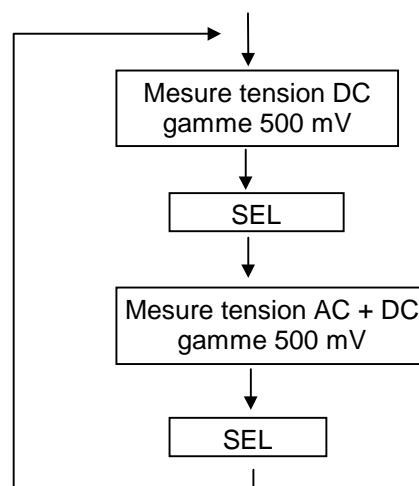 Mesure tension DC
gamme 500 mV
SEL
Mesure tension AC + DC
gamme 500 mV
SEL